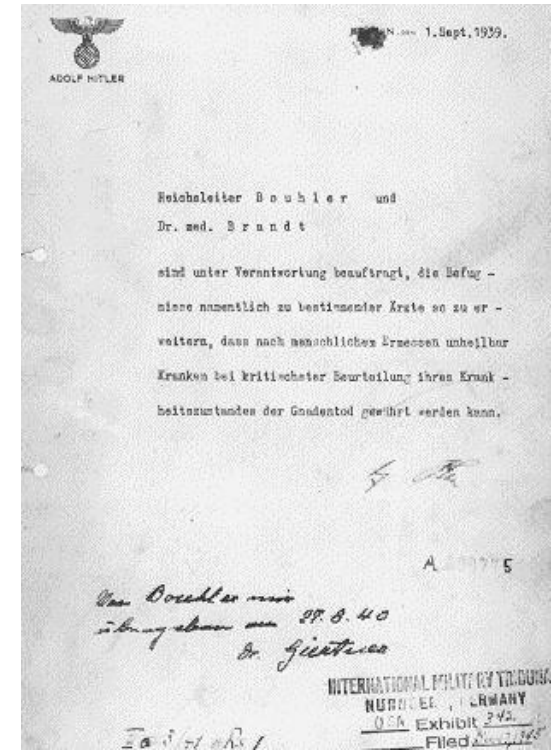 ADOLF HITLER
1.Sept.1939.
Reichsleiter B o u h l e r und
Dr. med. B r a n d t
sind unter Verantwortung beauftragt, die Befug -
nisse namentlich zu bestimmender Ärzte so zu er -
weitern, dass nach menschlichem Ermessen unheilbar
Kranken bei kritischster Beurteilung ihres Krank -
heitszustandes der Gnadentod gewährt werden kann.
A 5
Von Bouhler mir
übergeben am 27.8.40
Dr. Gürtner
INTERNATIONAL MILITARY TRIBUNAL
NURNBERG, GERMANY
USA Exhibit 342
Filed